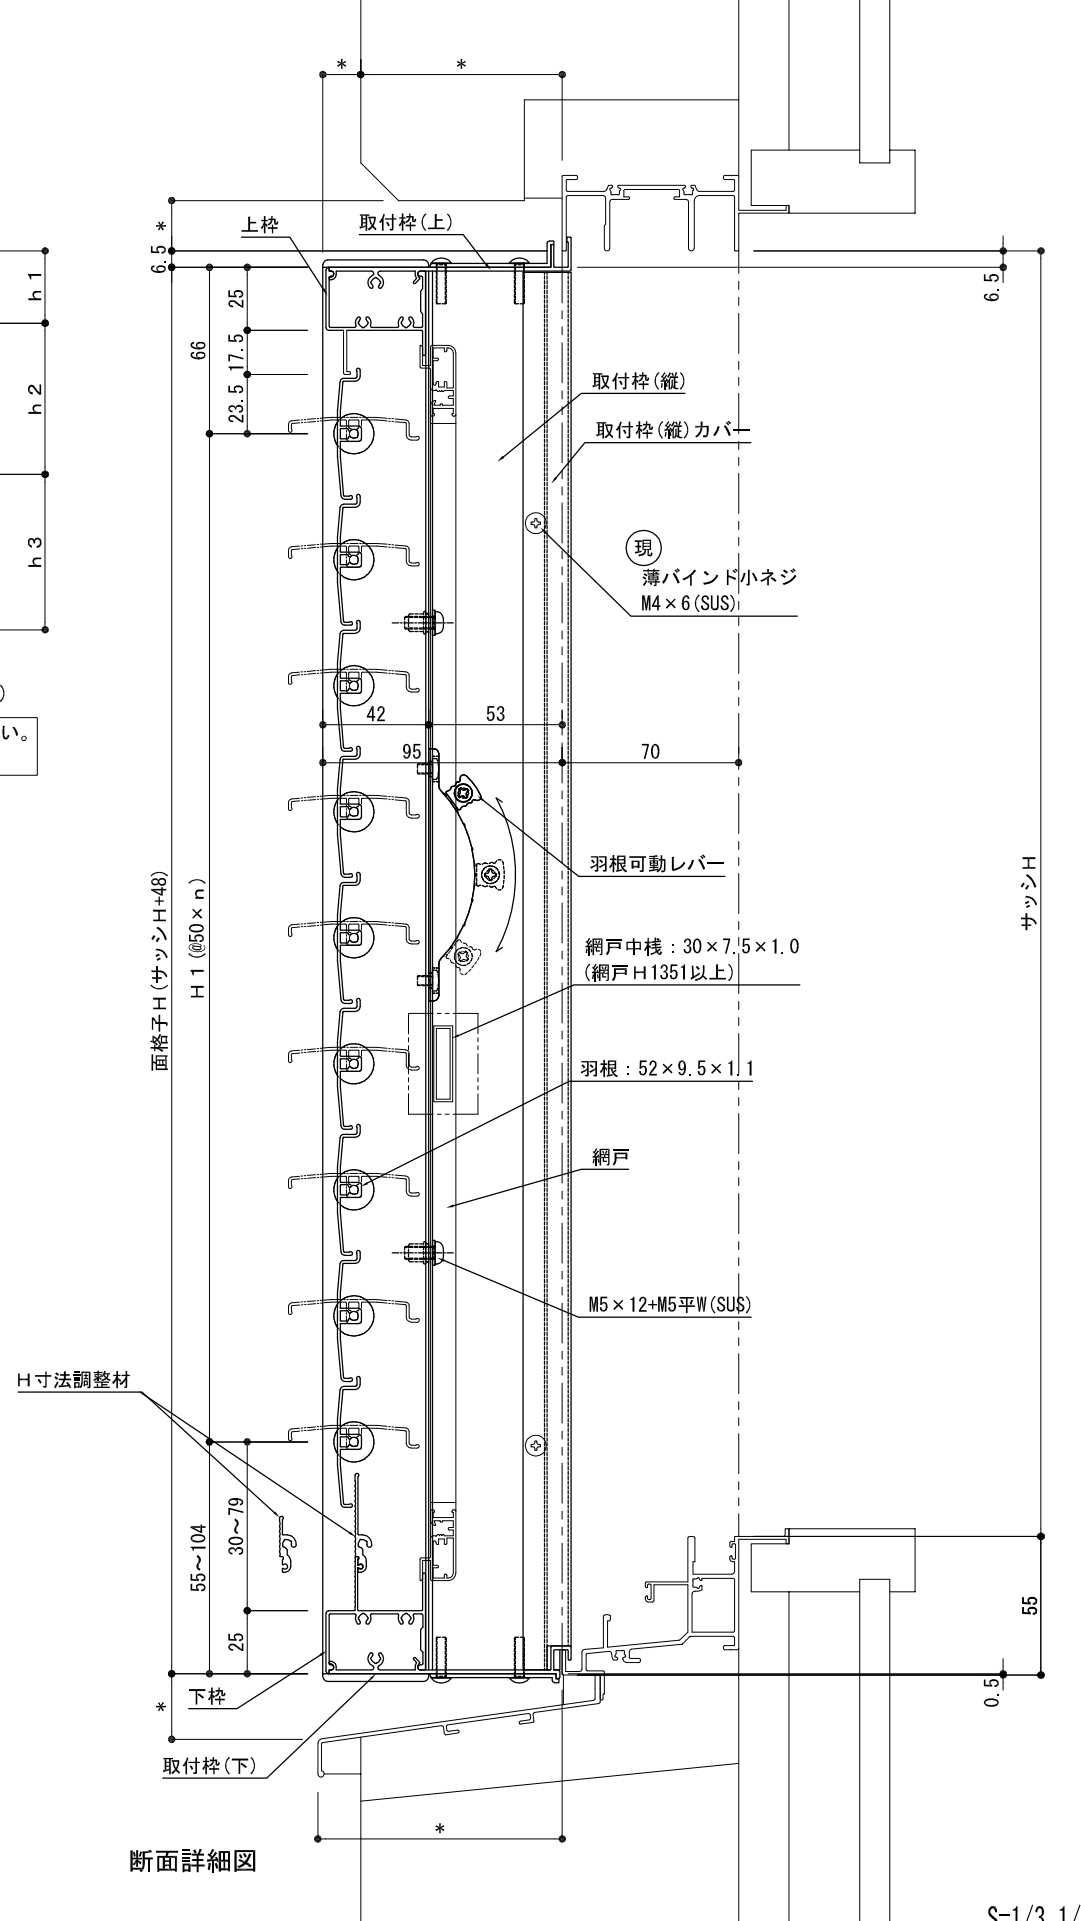 *
*
*
6.5
上枠
取付枠(上)
h1
h2
h3
)
い。
25
17.5
23.5
66
6.5
取付枠(縦)
取付枠(縦)カバー
現
薄バインド小ネジ
M4×6(SUS)
42
53
95
70
羽根可動レバー
サッシH
面格子H(サッシH+48)
H1(@50×n)
網戸中桟:30×7.5×1.0
(網戸H1351以上)
羽根:52×9.5×1.1
網戸
M5×12+M5平W(SUS)
H寸法調整材
30~79
55~104
25
55
0.5
下枠
*
取付枠(下)
*
断面詳細図
S-1/3 1/